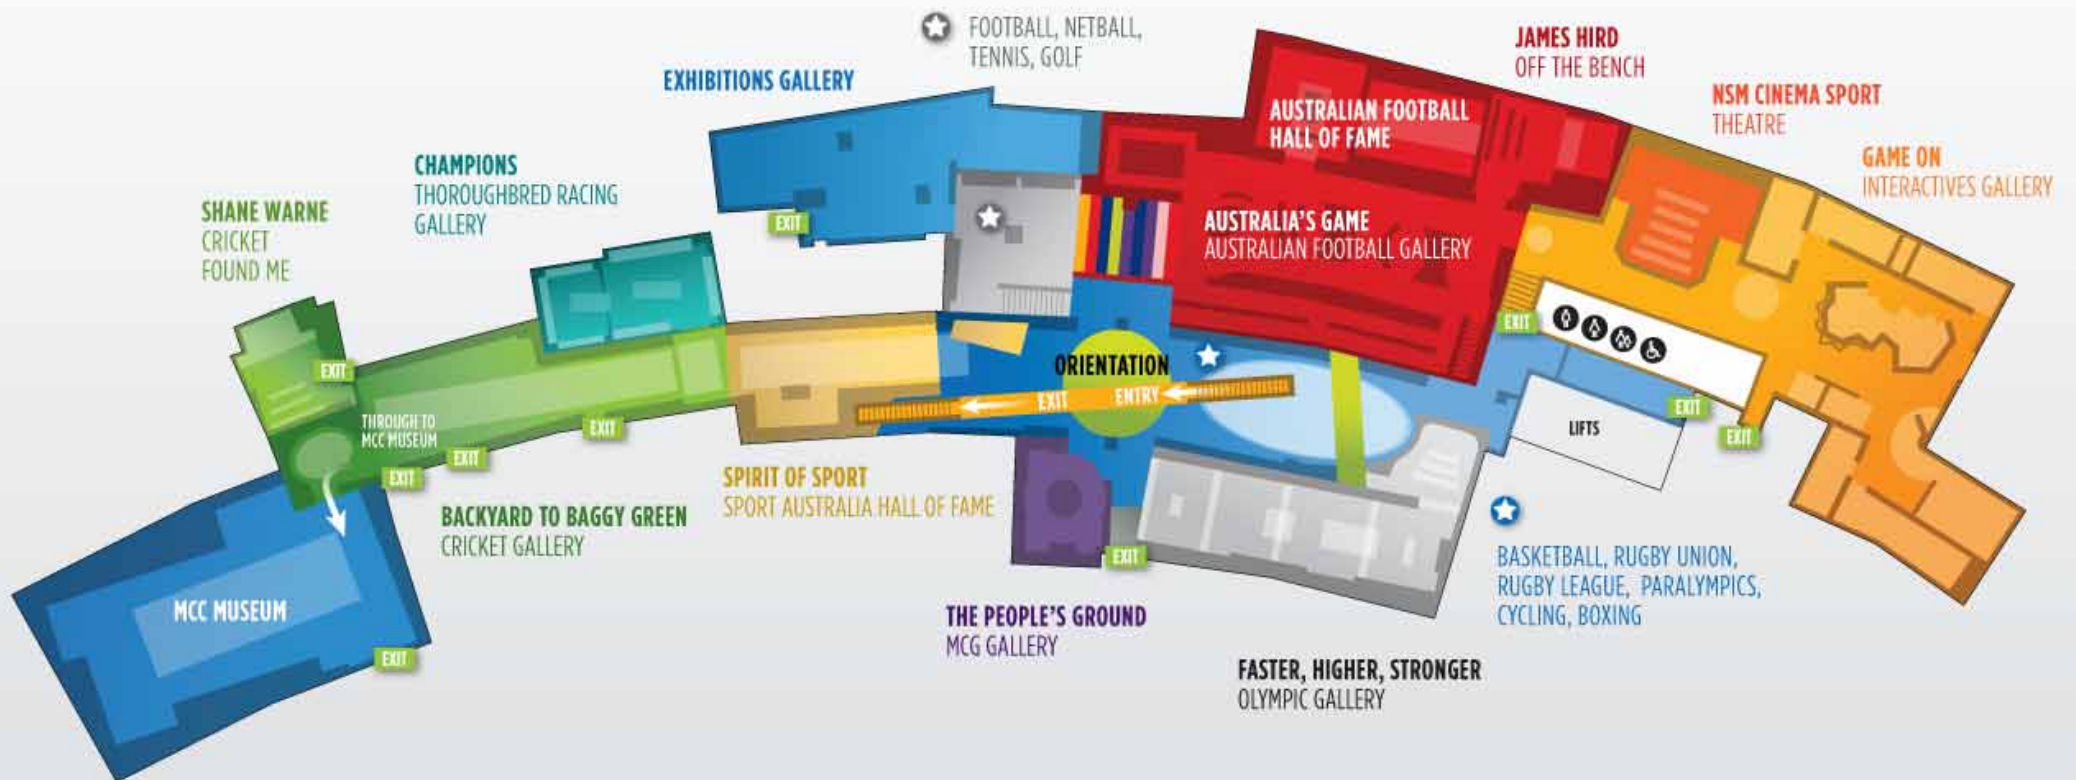 FOOTBALL, NETBALL,
TENNIS, GOLF
EXHIBITIONS GALLERY
JAMES HIRD
OFF THE BENCH
AUSTRALIAN FOOTBALL
HALL OF FAME
NSM CINEMA SPORT
THEATRE
GAME ON
INTERACTIVES GALLERY
CHAMPIONS
THOROUGHBRED RACING
GALLERY
SHANE WARNE
CRICKET
FOUND ME
EXIT
AUSTRALIA'S GAME
AUSTRALIAN FOOTBALL GALLERY
EXIT
EXIT
ORIENTATION
EXIT
ENTRY
THROUGH TO
MCC MUSEUM
EXIT
EXIT
EXIT
EXIT
LIFTS
EXIT
SPIRIT OF SPORT
SPORT AUSTRALIA HALL OF FAME
BACKYARD TO BAGGY GREEN
CRICKET GALLERY
EXIT
BASKETBALL, RUGBY UNION,
RUGBY LEAGUE, PARALYMPICS,
CYCLING, BOXING
MCC MUSEUM
EXIT
THE PEOPLE'S GROUND
MCG GALLERY
FASTER, HIGHER, STRONGER
OLYMPIC GALLERY